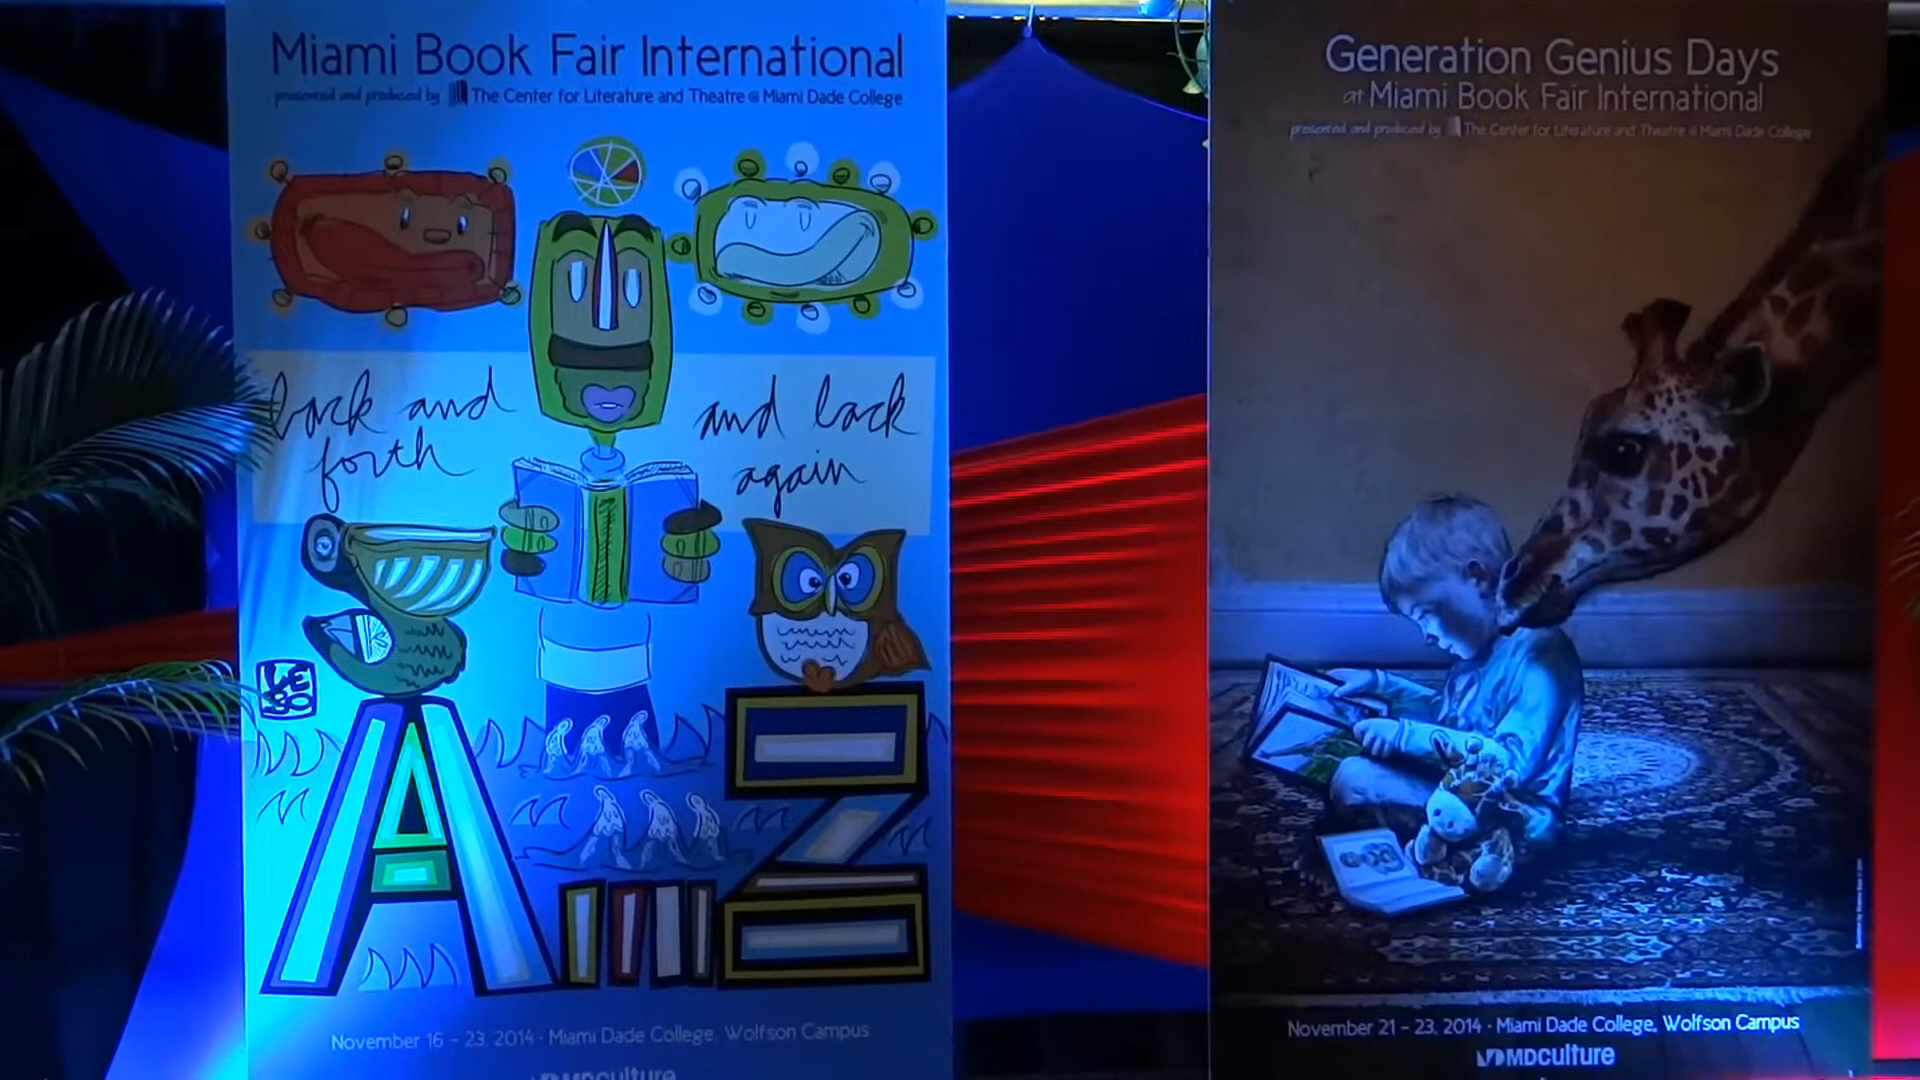 Miami Book Fair International
presented and produced by The Center for Literature and Theatre @ Miami Dade College
back and
forth
and back
again
LE
BO
A
Z
November 16 – 23, 2014 · Miami Dade College, Wolfson Campus
MDculture
Generation Genius Days
at Miami Book Fair International
presented and produced by The Center for Literature and Theatre @ Miami Dade College
November 21 – 23, 2014 · Miami Dade College, Wolfson Campus
MDculture